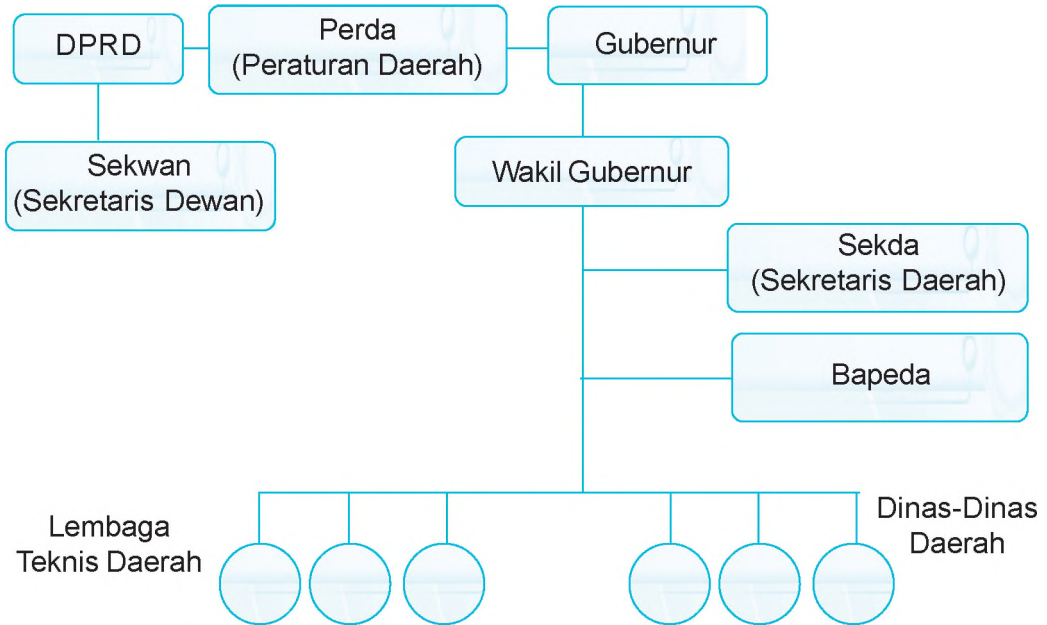 DPRD
Perda
(Peraturan Daerah)
Gubernur
Sekwan
(Sekretaris Dewan)
Wakil Gubernur
Sekda
(Sekretaris Daerah)
Bapeda
Lembaga
Teknis Daerah
Dinas-Dinas
Daerah